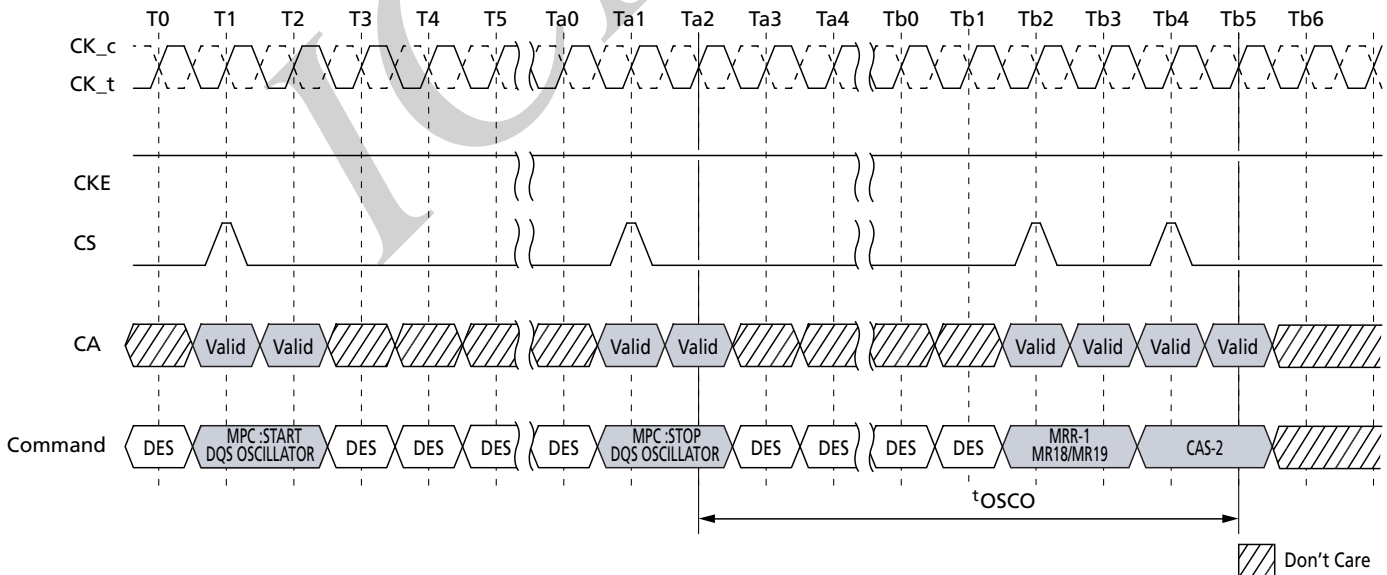 T0 T1 T2 T3 T4 T5 Ta0 Ta1 Ta2 Ta3 Ta4 Tb0 Tb1 Tb2 Tb3 Tb4 Tb5 Tb6
CK_c
CK_t
CKE
CS
CA Valid Valid Valid Valid Valid Valid Valid Valid
Command DES MPC :START DES DES DES DES MPC :STOP DES DES DES DES MRR-1 CAS-2
DQS OSCILLATOR DQS OSCILLATOR MR18/MR19
tOSCO
Don't Care